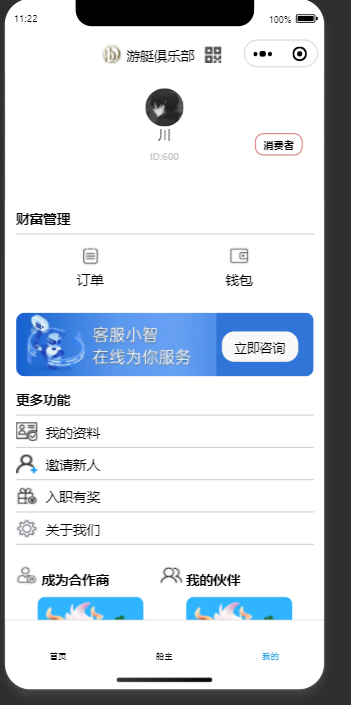 11:22 100%
游艇俱乐部
川
ID:600
消费者
财富管理
订单 钱包
客服小智
在线为你服务
立即咨询
更多功能
我的资料
邀请新人
入职有奖
关于我们
成为合作商 我的伙伴
首页 船主 我的